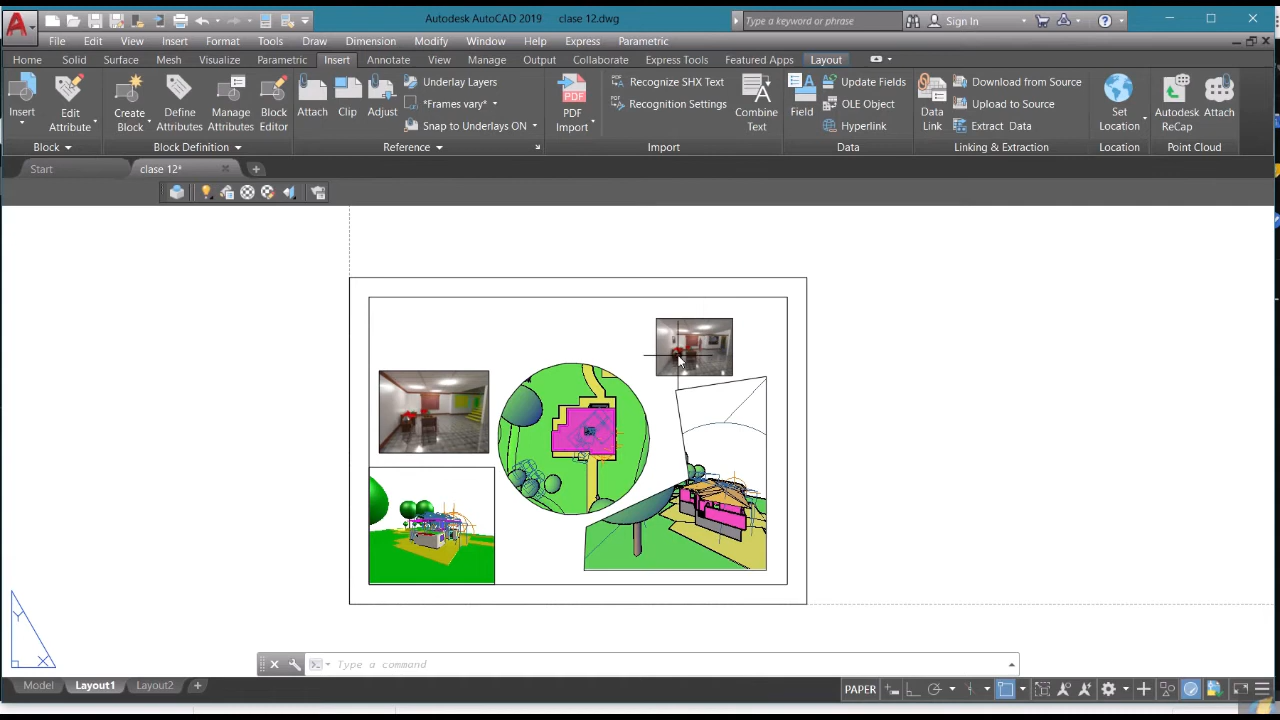 Autodesk AutoCAD 2019 clase 12.dwg Type a keyword or phrase Sign In
File Edit View Insert Format Tools Draw Dimension Modify Window Help Express Parametric
Home Solid Surface Mesh Visualize Parametric Insert Annotate View Manage Output Collaborate Express Tools Featured Apps Layout
Insert
Edit
Attribute
Create
Block
Define
Attributes
Manage
Attributes
Block
Editor
Attach
Clip
Adjust
Underlay Layers
*Frames vary*
Snap to Underlays ON
PDF
Import
Recognize SHX Text
Recognition Settings
Combine
Text
Field
Update Fields
OLE Object
Hyperlink
Data
Link
Download from Source
Upload to Source
Extract Data
Set
Location
Autodesk
ReCap
Attach
Block Block Definition Reference Import Data Linking & Extraction Location Point Cloud
Start clase 12*
Y
X
Type a command
Model Layout1 Layout2 PAPER